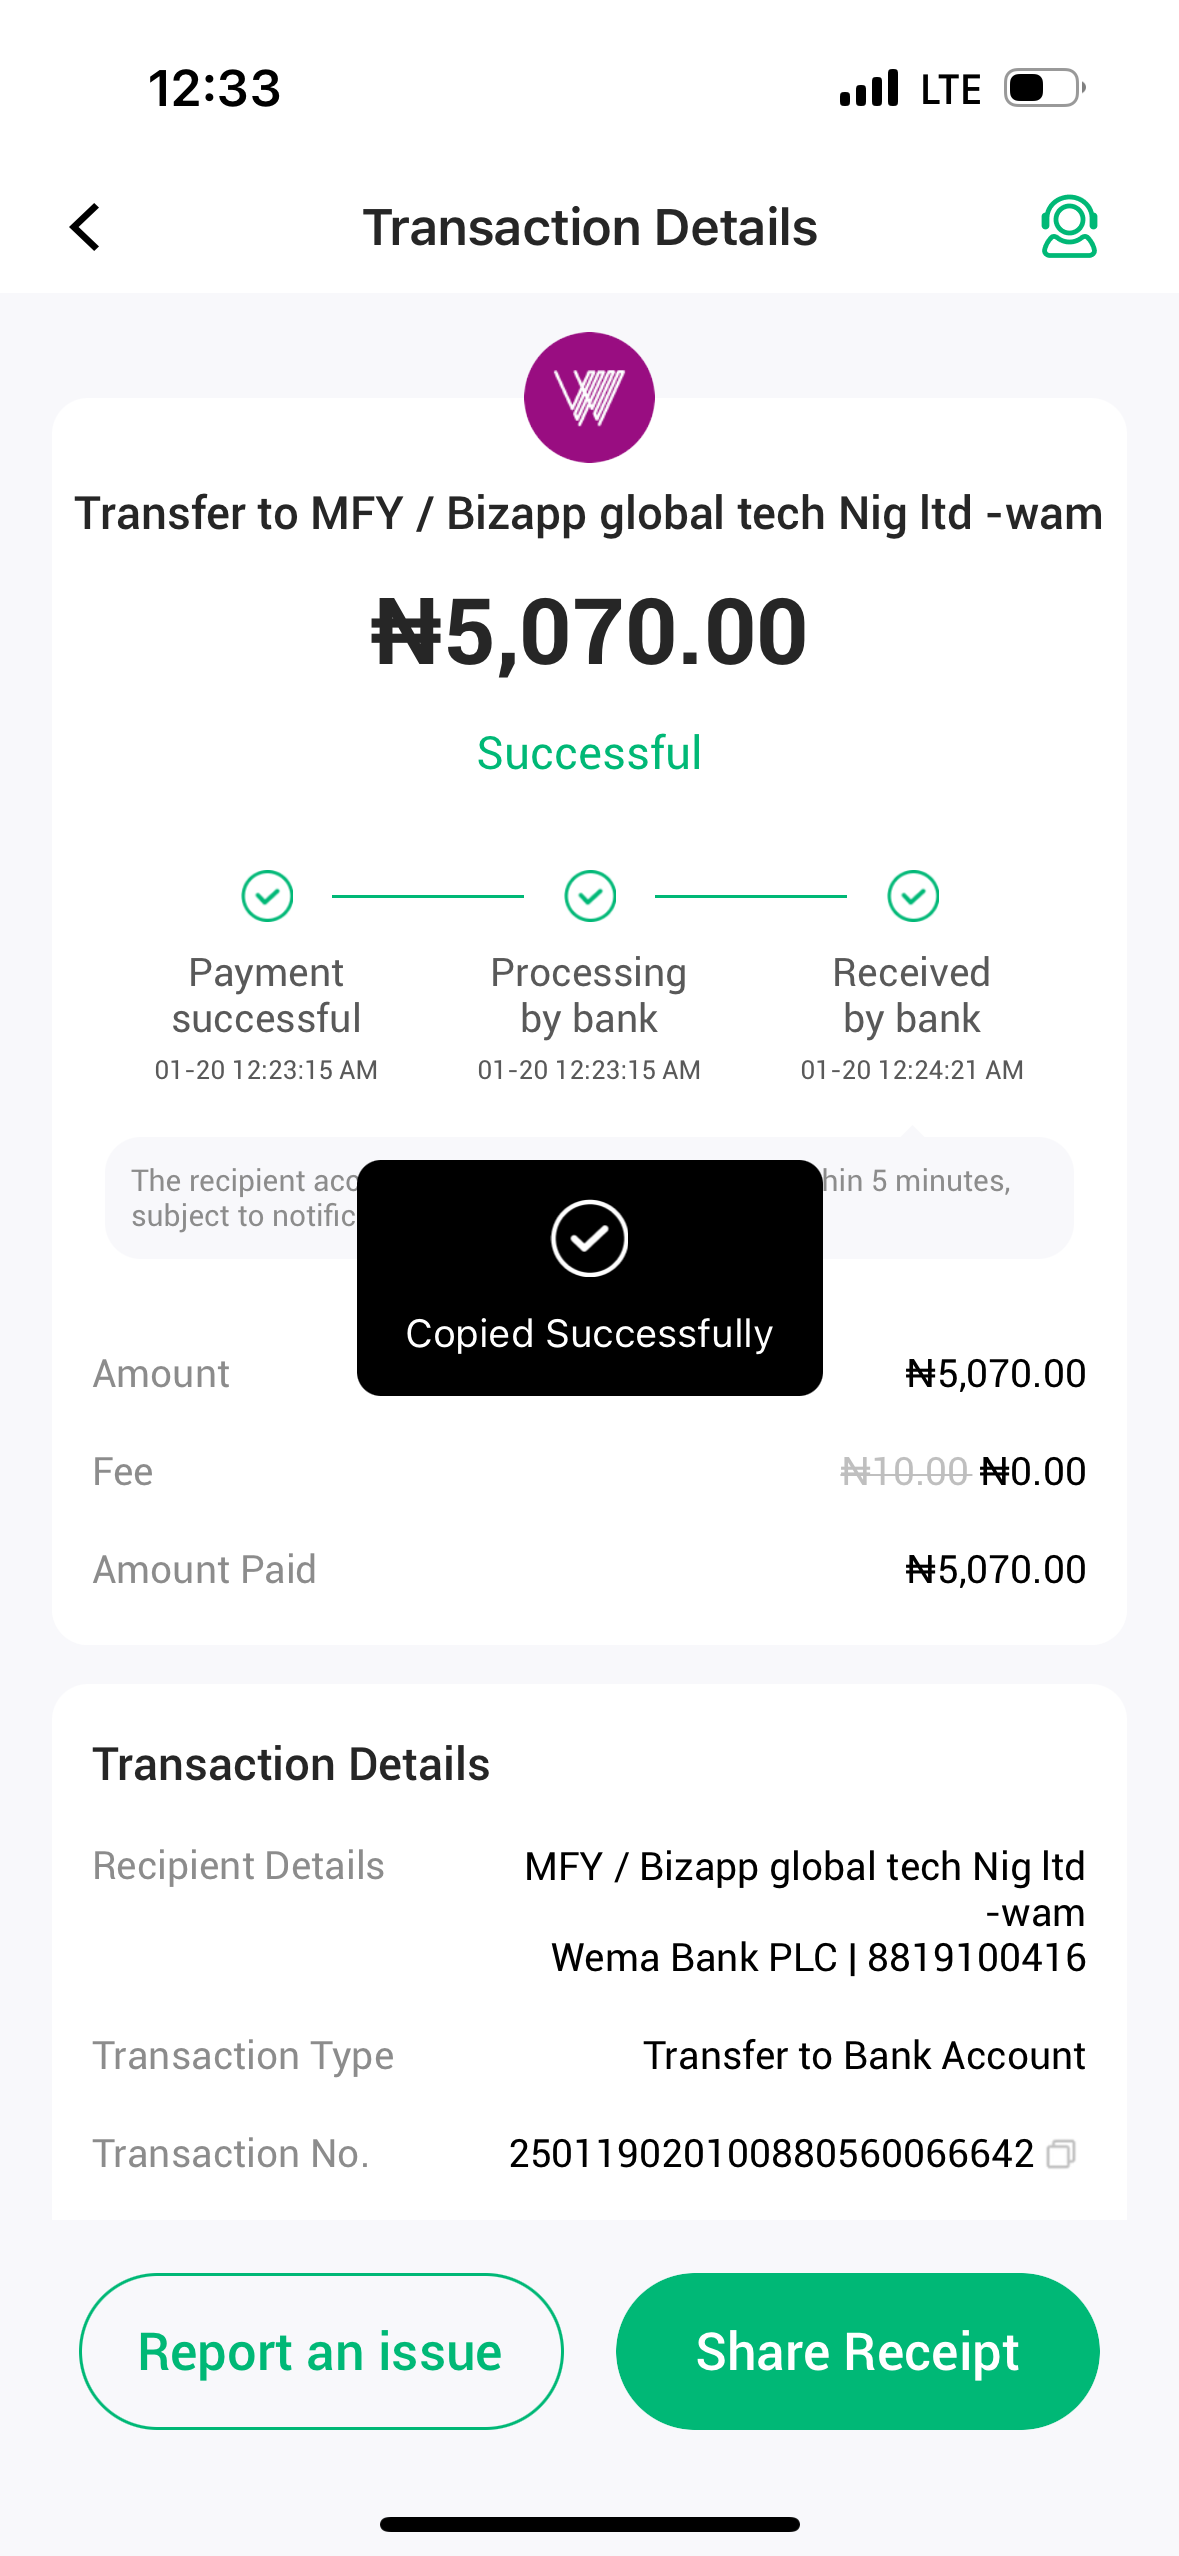 12:33 LTE
Transaction Details
Transfer to MFY / Bizapp global tech Nig ltd -wam
₦5,070.00
Successful
Payment successful
01-20 12:23:15 AM
Processing by bank
01-20 12:23:15 AM
Received by bank
01-20 12:24:21 AM
The recipient 5 minutes,
subject to
Copied Successfully
Amount ₦5,070.00
Fee ₦10.00 ₦0.00
Amount Paid ₦5,070.00
Transaction Details
Recipient Details MFY / Bizapp global tech Nig ltd
-wam
Wema Bank PLC | 8819100416
Transaction Type Transfer to Bank Account
Transaction No. 250119020100880560066642
Report an issue Share Receipt